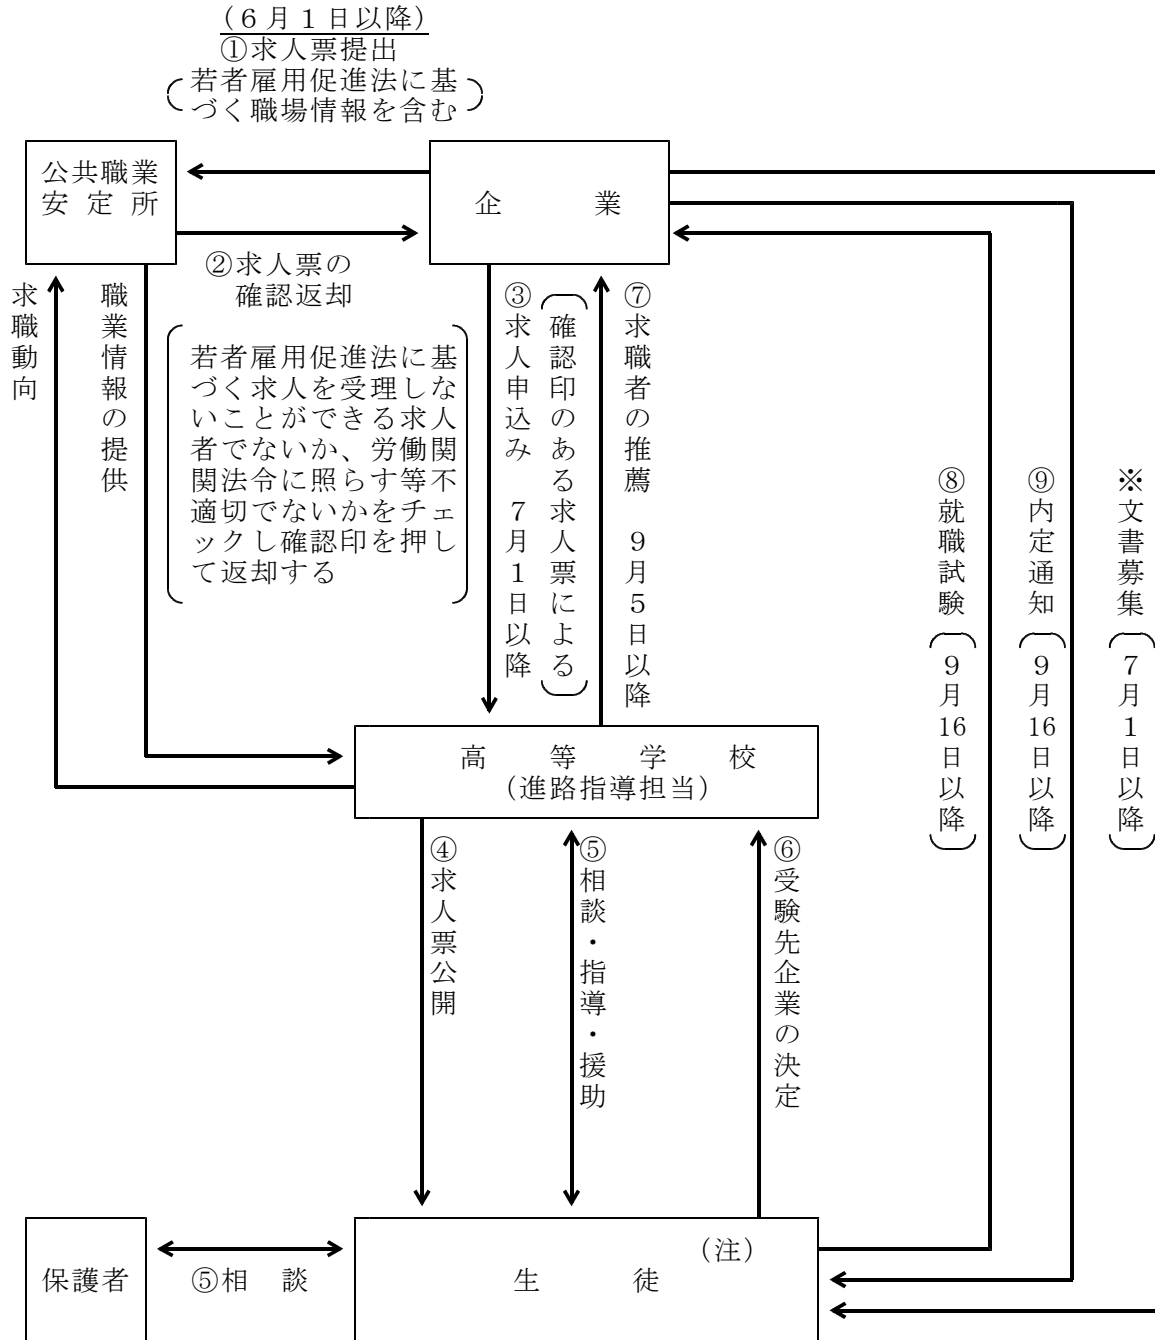 (6月1日以降)
①求人票提出
若者雇用促進法に基
づく職場情報を含む
公共職業
安定所
企業
②求人票の
確認返却
若者雇用促進法に基
づく求人を受理しな
いことができる求人
者でないか、労働関
関法令に照らす等不
適切でないかをチェ
ックし確認印を押し
て返却する
求職動向
職業情報の提供
③求人申込み 7月1日以降
(確認印のある求人票による)
⑦求職者の推薦 9月5日以降
⑧就職試験(9月16日以降)
⑨内定通知(9月16日以降)
※文書募集(7月1日以降)
高等学校
(進路指導担当)
④求人票公開
⑤相談・指導・援助
⑥受験先企業の決定
保護者
⑤相 談
(注)
生徒